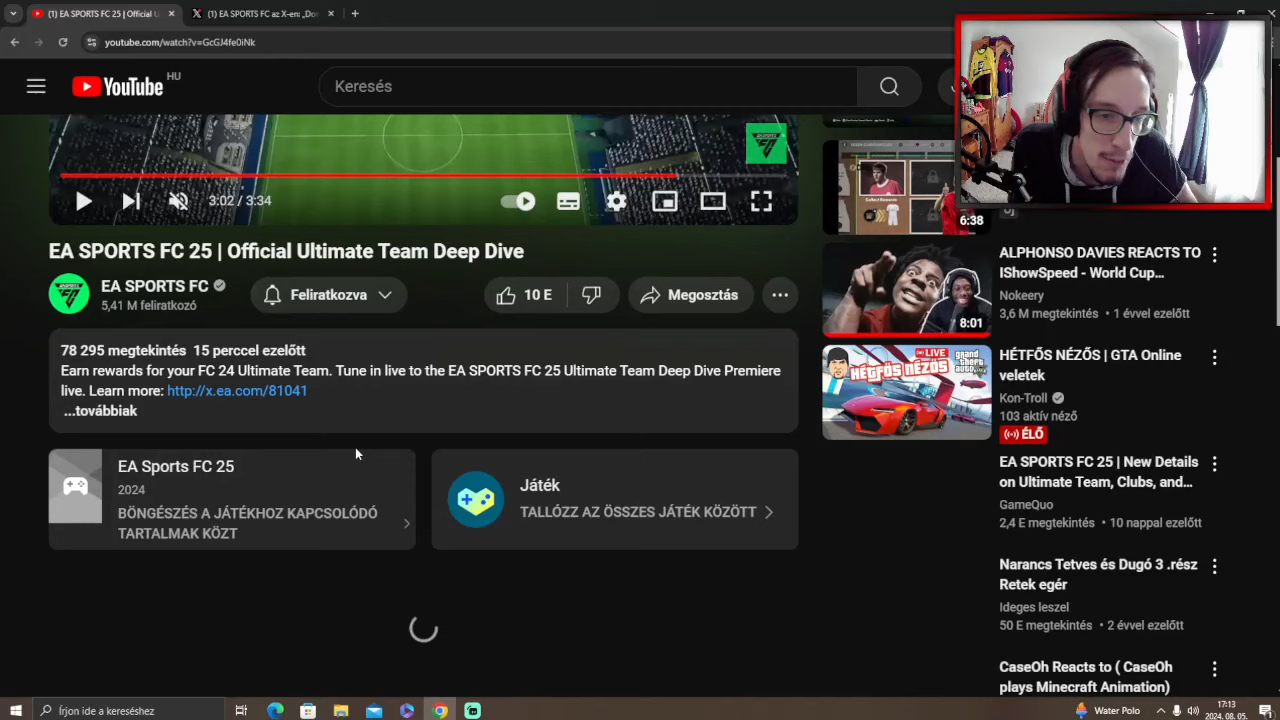 (1) EA SPORTS FC 25 | Official U
(1) EA SPORTS FC az X-en: „Don
youtube.com/watch?v=GcGJ4fe0iNk
YouTube HU
Keresés
3:02 / 3:34
EA SPORTS FC 25 | Official Ultimate Team Deep Dive
EA SPORTS FC
5,41 M feliratkozó
Feliratkozva
10 E
Megosztás
78 295 megtekintés 15 perccel ezelőtt
Earn rewards for your FC 24 Ultimate Team. Tune in live to the EA SPORTS FC 25 Ultimate Team Deep Dive Premiere
live. Learn more: http://x.ea.com/81041
...továbbiak
EA Sports FC 25
2024
BÖNGÉSZÉS A JÁTÉKHOZ KAPCSOLÓDÓ
TARTALMAK KÖZT
Játék
TALLÓZZ AZ ÖSSZES JÁTÉK KÖZÖTT
6:38
8:01
ALPHONSO DAVIES REACTS TO
IShowSpeed - World Cup...
Nokeery
3,6 M megtekintés • 1 évvel ezelőtt
LIVE
grand theft auto V
HÉTFŐS NÉZŐS
HÉTFŐS NÉZŐS | GTA Online
veletek
Kon-Troll
103 aktív néző
ÉLŐ
EA SPORTS FC 25 | New Details
on Ultimate Team, Clubs, and...
GameQuo
2,4 E megtekintés • 10 nappal ezelőtt
Narancs Tetves és Dugó 3 .rész
Retek egér
Ideges leszel
50 E megtekintés • 2 évvel ezelőtt
CaseOh Reacts to ( CaseOh
plays Minecraft Animation)
Írjon ide a kereséshez
Water Polo
17:13
2024. 08. 05.